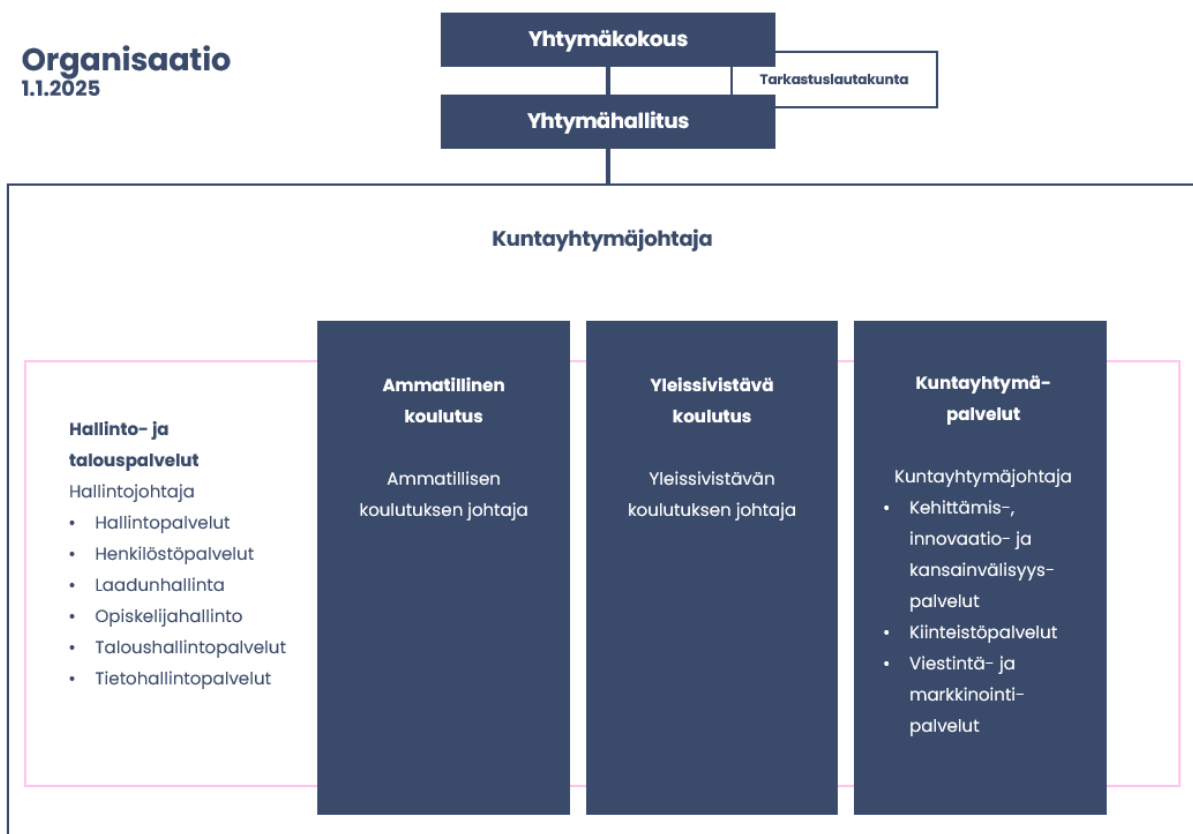 Organisaatio
1.1.2025
Yhtymäkokous
Tarkastuslautakunta
Yhtymähallitus
Kuntayhtymäjohtaja
Hallinto- ja
talouspalvelut
Hallintojohtaja
• Hallintopalvelut
• Henkilöstöpalvelut
• Laadunhallinta
• Opiskelijahallinto
• Taloushallintopalvelut
• Tietohallintopalvelut
Ammatillinen
koulutus
Ammatillisen
koulutuksen johtaja
Yleissivistävä
koulutus
Yleissivistävän
koulutuksen johtaja
Kuntayhtymä-
palvelut
Kuntayhtymäjohtaja
• Kehittämis-,
innovaatio- ja
kansainvälisyys-
palvelut
• Kiinteistöpalvelut
• Viestintä- ja
markkinointi-
palvelut